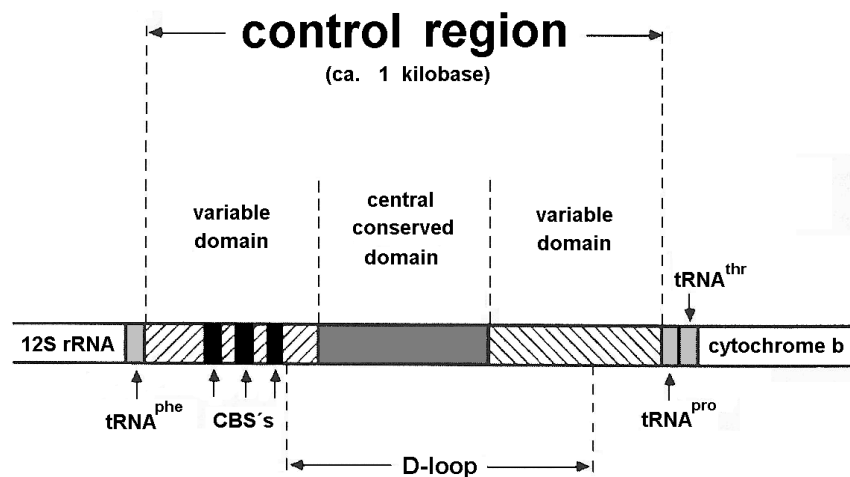 control region
(ca. 1 kilobase)
variable
domain
central
conserved
domain
variable
domain
tRNAthr
12S rRNA
cytochrome b
tRNAphe
CBS´s
tRNApro
D-loop